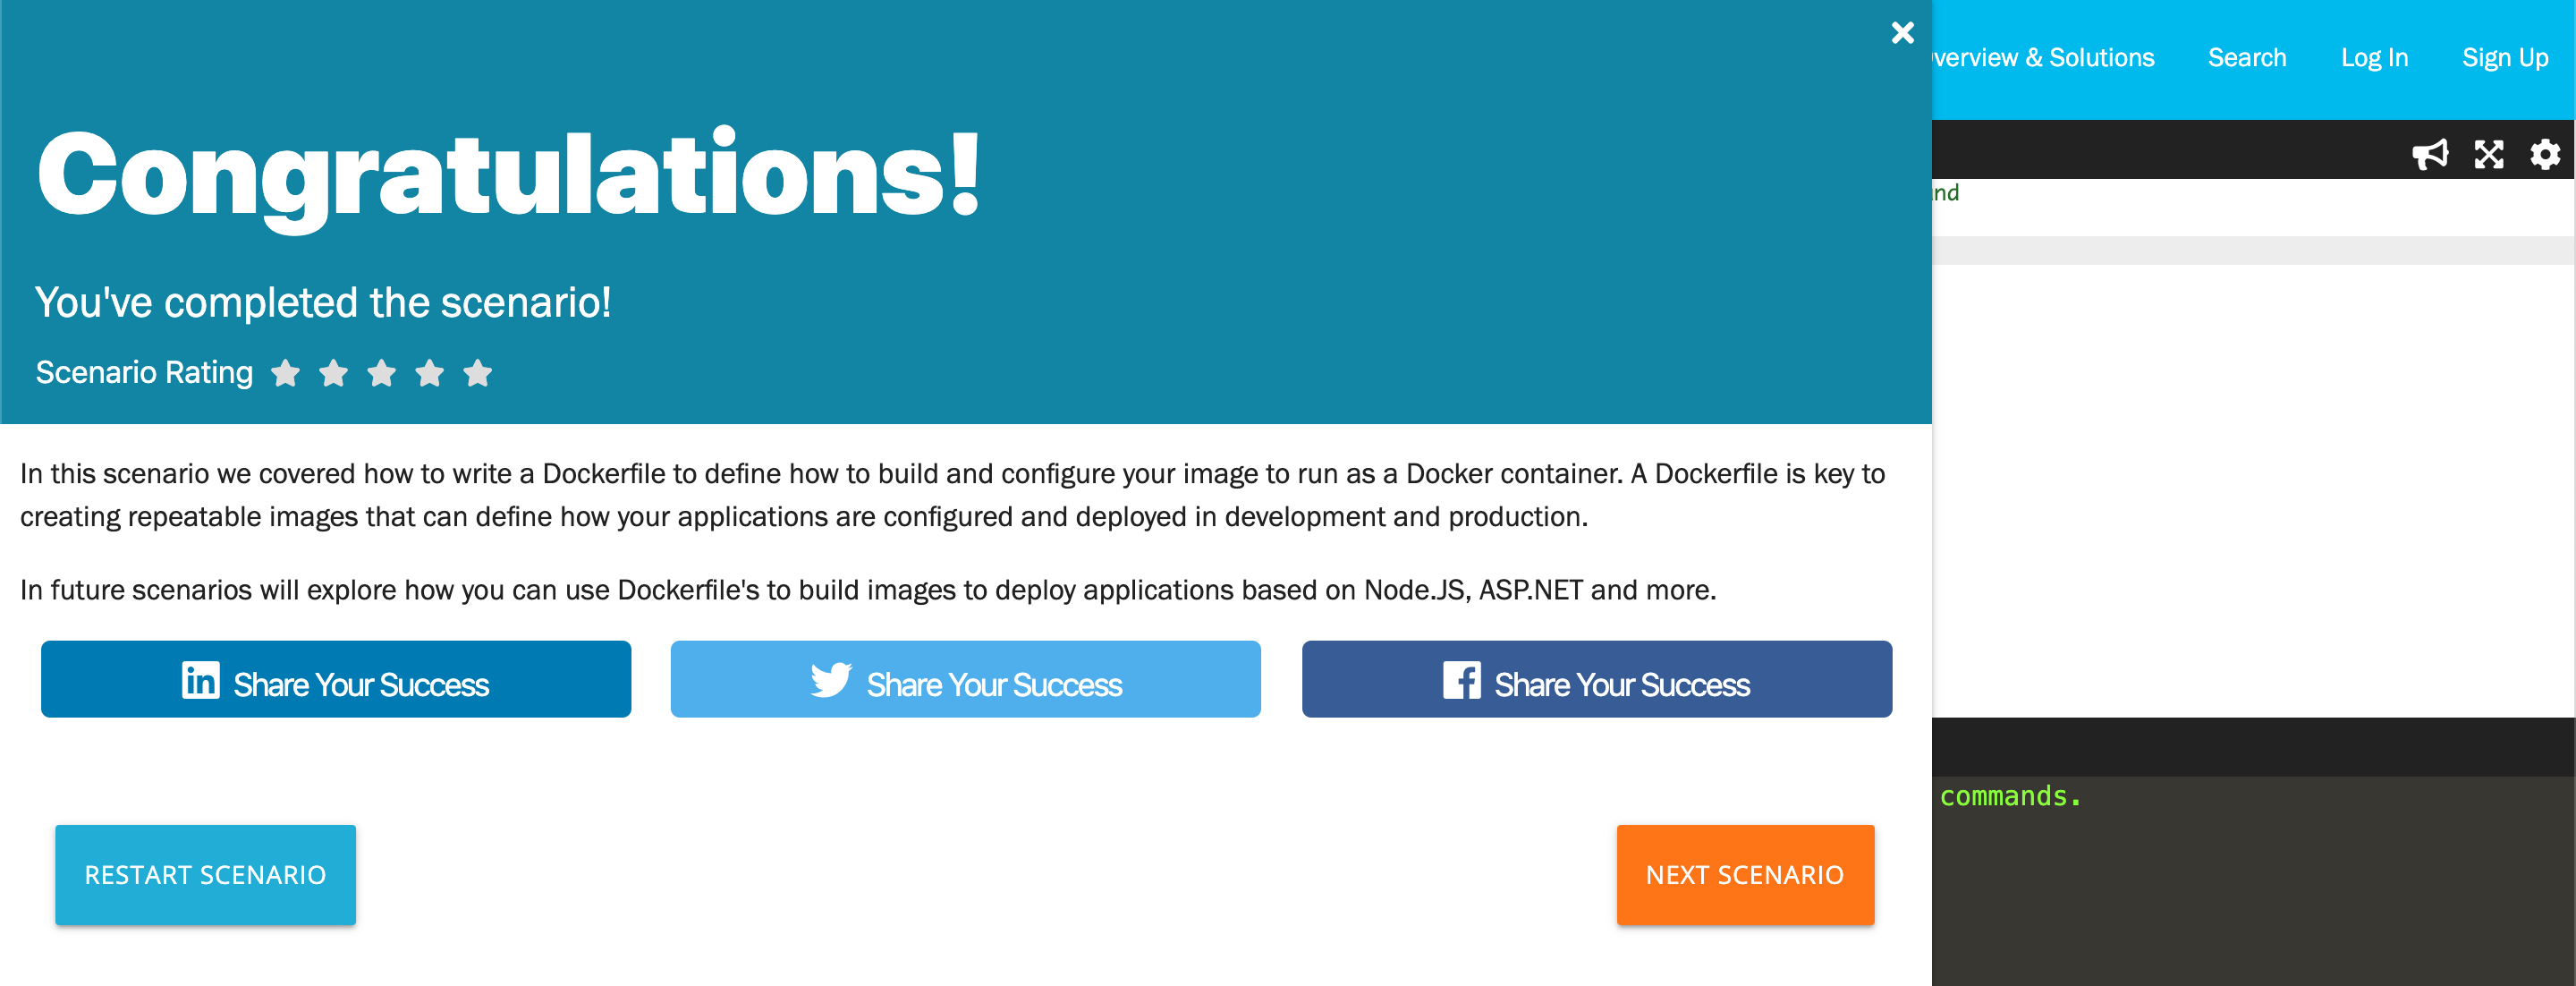 verview & Solutions Search Log In Sign Up
nd
Congratulations!
You've completed the scenario!
Scenario Rating
In this scenario we covered how to write a Dockerfile to define how to build and configure your image to run as a Docker container. A Dockerfile is key to
creating repeatable images that can define how your applications are configured and deployed in development and production.
In future scenarios will explore how you can use Dockerfile's to build images to deploy applications based on Node.JS, ASP.NET and more.
in Share Your Success
Share Your Success
f Share Your Success
commands.
RESTART SCENARIO
NEXT SCENARIO